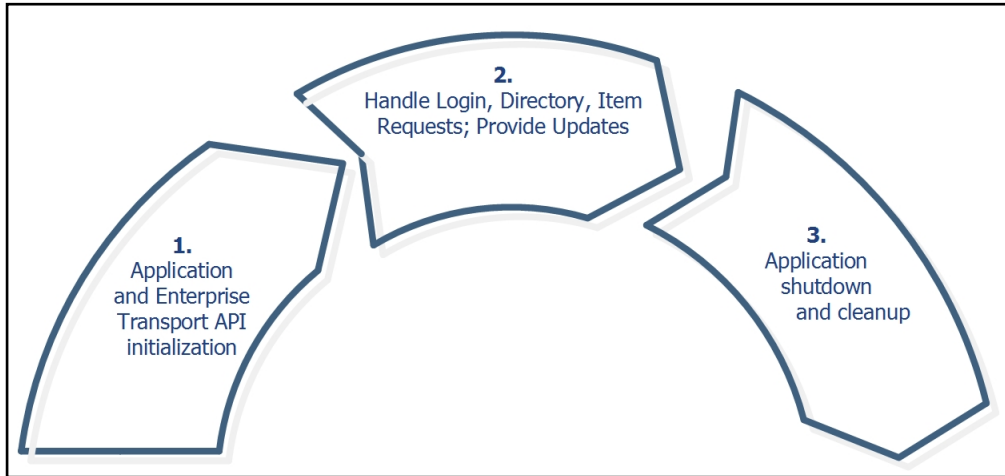 1.
Application
and Enterprise
Transport API
initialization
2.
Handle Login, Directory, Item
Requests; Provide Updates
3.
Application
shutdown
and cleanup